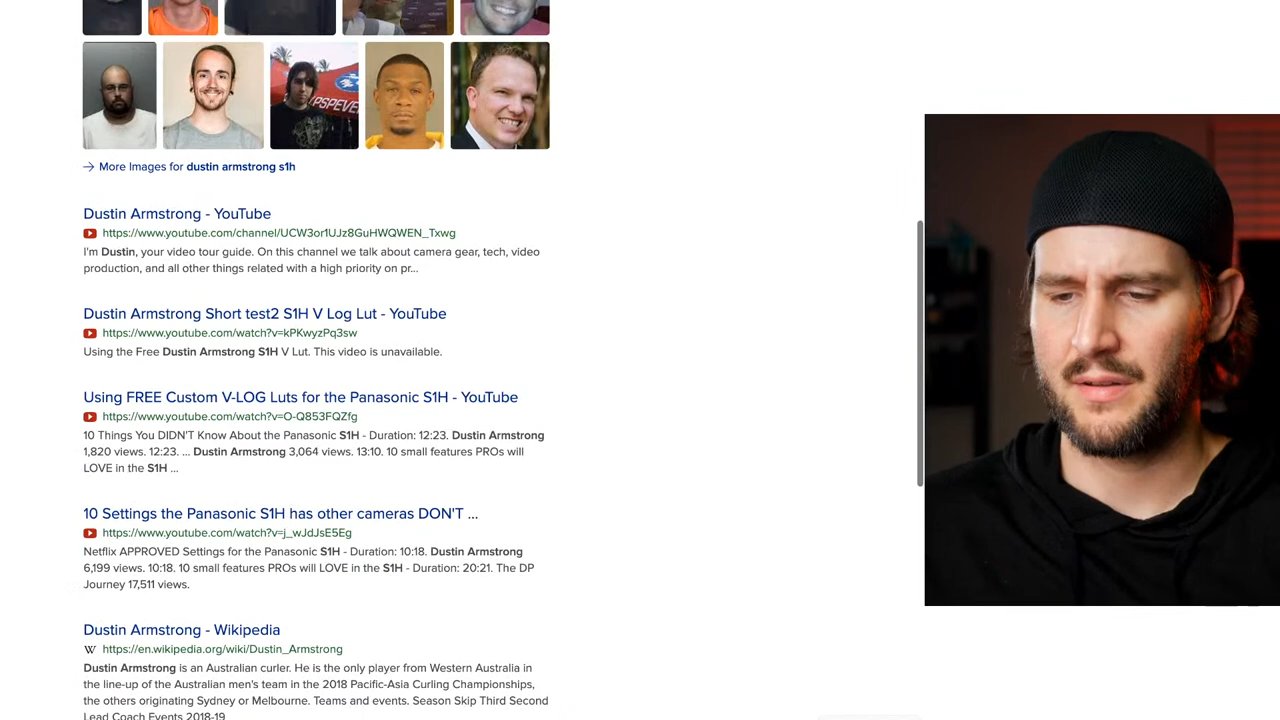 PSPEVE
→ More Images for dustin armstrong s1h
Dustin Armstrong - YouTube
https://www.youtube.com/channel/UCW3or1UJz8GuHWQWEN_Txwg
I'm Dustin, your video tour guide. On this channel we talk about camera gear, tech, video
production, and all other things related with a high priority on pr...
Dustin Armstrong Short test2 S1H V Log Lut - YouTube
https://www.youtube.com/watch?v=kPKwyzPq3sw
Using the Free Dustin Armstrong S1H V Lut. This video is unavailable.
Using FREE Custom V-LOG Luts for the Panasonic S1H - YouTube
https://www.youtube.com/watch?v=O-Q853FQZfg
10 Things You DIDN'T Know About the Panasonic S1H - Duration: 12:23. Dustin Armstrong
1,820 views. 12:23. ... Dustin Armstrong 3,064 views. 13:10. 10 small features PROs will
LOVE in the S1H ...
10 Settings the Panasonic S1H has other cameras DON'T ...
https://www.youtube.com/watch?v=j_wJdJsE5Eg
Netflix APPROVED Settings for the Panasonic S1H - Duration: 10:18. Dustin Armstrong
6,199 views. 10:18. 10 small features PROs will LOVE in the S1H - Duration: 20:21. The DP
Journey 17,511 views.
Dustin Armstrong - Wikipedia
W https://en.wikipedia.org/wiki/Dustin_Armstrong
Dustin Armstrong is an Australian curler. He is the only player from Western Australia in
the line-up of the Australian men's team in the 2018 Pacific-Asia Curling Championships,
the others originating Sydney or Melbourne. Teams and events. Season Skip Third Second
Lead Coach Events 2018-19